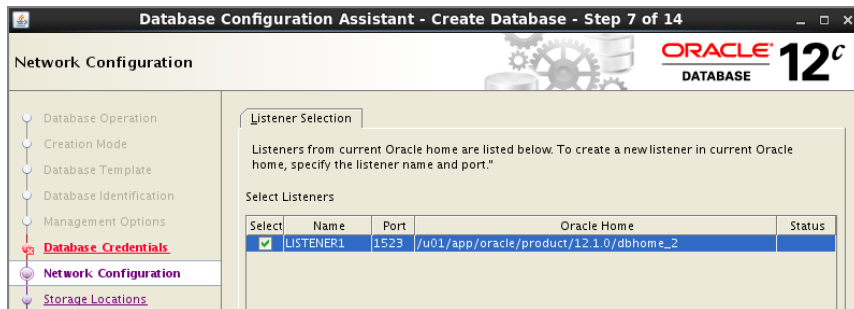 Database Configuration Assistant - Create Database - Step 7 of 14
Network Configuration
ORACLE
DATABASE
12c
Database Operation
Creation Mode
Database Template
Database Identification
Management Options
Database Credentials
Network Configuration
Storage Locations
Listener Selection
Listeners from current Oracle home are listed below. To create a new listener in current Oracle
home, specify the listener name and port."
Select Listeners
Select Name Port Oracle Home Status
LISTENER1 1523 /u01/app/oracle/product/12.1.0/dbhome_2